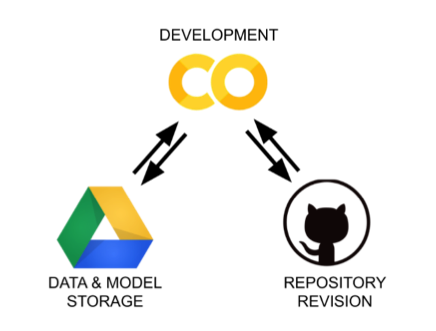 DEVELOPMENT
DATA & MODEL
STORAGE
REPOSITORY
REVISION